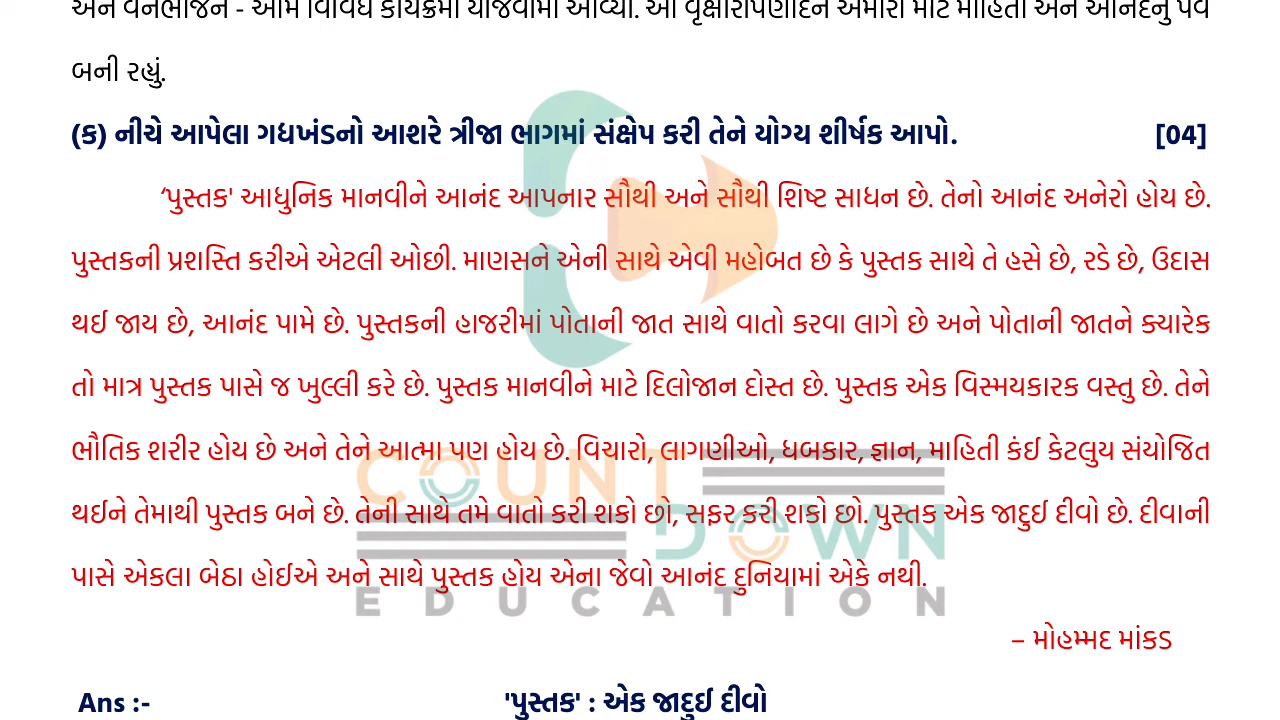 અને વનભોજન - આમ વિવિધ કાર્યક્રમો યોજવામાં આવ્યા. આ વૃક્ષારોપણદિન અમારા માટે માહિતી અને આનંદનું પર્વ
બની રહ્યું.
(ક) નીચે આપેલા ગદ્યખંડનો આશરે ત્રીજા ભાગમાં સંક્ષેપ કરી તેને યોગ્ય શીર્ષક આપો. [04]
‘પુસ્તક' આધુનિક માનવીને આનંદ આપનાર સૌથી અને સૌથી શિષ્ટ સાધન છે. તેનો આનંદ અનેરો હોય છે.
પુસ્તકની પ્રશસ્તિ કરીએ એટલી ઓછી. માણસને એની સાથે એવી મહોબત છે કે પુસ્તક સાથે તે હસે છે, રડે છે, ઉદાસ
થઈ જાય છે, આનંદ પામે છે. પુસ્તકની હાજરીમાં પોતાની જાત સાથે વાતો કરવા લાગે છે અને પોતાની જાતને ક્યારેક
તો માત્ર પુસ્તક પાસે જ ખુલ્લી કરે છે. પુસ્તક માનવીને માટે દિલોજાન દોસ્ત છે. પુસ્તક એક વિસ્મયકારક વસ્તુ છે. તેને
ભૌતિક શરીર હોય છે અને તેને આત્મા પણ હોય છે. વિચારો, લાગણીઓ, ધબકાર, જ્ઞાન, માહિતી કંઈ કેટલુય સંયોજિત
થઈને તેમાથી પુસ્તક બને છે. તેની સાથે તમે વાતો કરી શકો છો, સફર કરી શકો છો. પુસ્તક એક જાદુઈ દીવો છે. દીવાની
પાસે એકલા બેઠા હોઈએ અને સાથે પુસ્તક હોય એના જેવો આનંદ દુનિયામાં એકે નથી.
– મોહમ્મદ માંકડ
Ans :- 'પુસ્તક' : એક જાદુઈ દીવો
COUNT
DOWN
EDUCATION